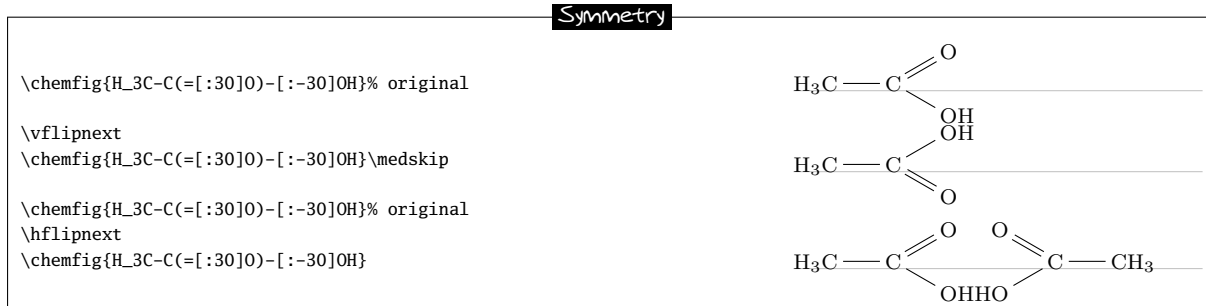 Symmetry
\chemfig{H_3C-C(=[:30]O)-[:-30]OH}% original
\vflipnext
\chemfig{H_3C-C(=[:30]O)-[:-30]OH}\medskip
\chemfig{H_3C-C(=[:30]O)-[:-30]OH}% original
\hflipnext
\chemfig{H_3C-C(=[:30]O)-[:-30]OH}
O
H₃C C
OH
OH
H₃C C
O
O O
H₃C C C CH₃
OHHO